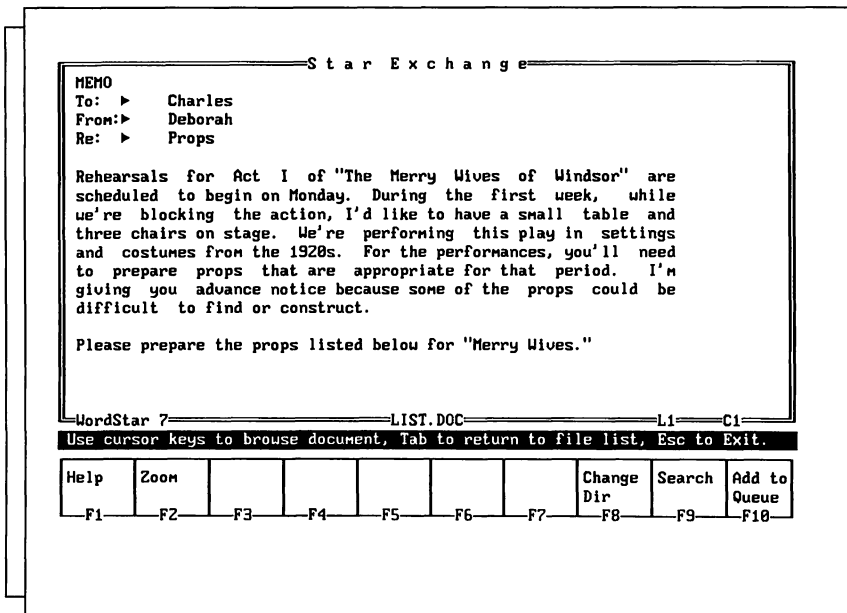 Star Exchange
MEMO
To: ► Charles
From:► Deborah
Re: ► Props
Rehearsals for Act I of "The Merry Wives of Windsor" are
scheduled to begin on Monday. During the first week, while
we're blocking the action, I'd like to have a small table and
three chairs on stage. We're performing this play in settings
and costumes from the 1920s. For the performances, you'll need
to prepare props that are appropriate for that period. I'm
giving you advance notice because some of the props could be
difficult to find or construct.
Please prepare the props listed below for "Merry Wives."
WordStar 7 LIST.DOC L1 C1
Use cursor keys to browse document, Tab to return to file list, Esc to Exit.
Help Zoom Change Search Add to
Dir Queue
F1 F2 F3 F4 F5 F6 F7 F8 F9 F10